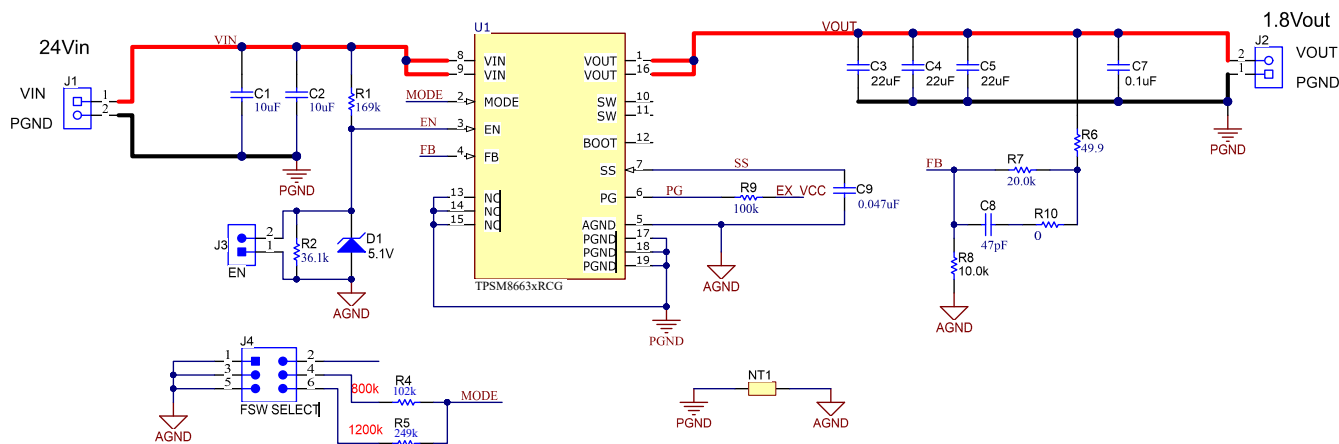 24Vin
J1
VIN
PGND
1
2
VIN
C1
10uF
C2
10uF
R1
169k
PGND
MODE
EN
FB
J3
2
1
EN
R2
36.1k
D1
5.1V
AGND
U1
8 VIN
9 VIN
2 MODE
3 EN
4 FB
13 NC
14 NC
15 NC
VOUT 1
VOUT 16
SW 10
SW 11
BOOT 12
SS 7
PG 6
AGND 5
PGND 17
PGND 18
PGND 19
TPSM8663xRCG
SS
PG
R9
100k
EX_VCC
C9
0.047uF
AGND
PGND
VOUT
C3
22uF
C4
22uF
C5
22uF
C7
0.1uF
1.8Vout
J2
2
1
VOUT
PGND
PGND
R6
49.9
FB
R7
20.0k
C8
47pF
R10
0
R8
10.0k
AGND
J4
1 2
3 4
5 6
FSW SELECT
AGND
800k
R4
102k
MODE
1200k
R5
249k
NT1
PGND
AGND